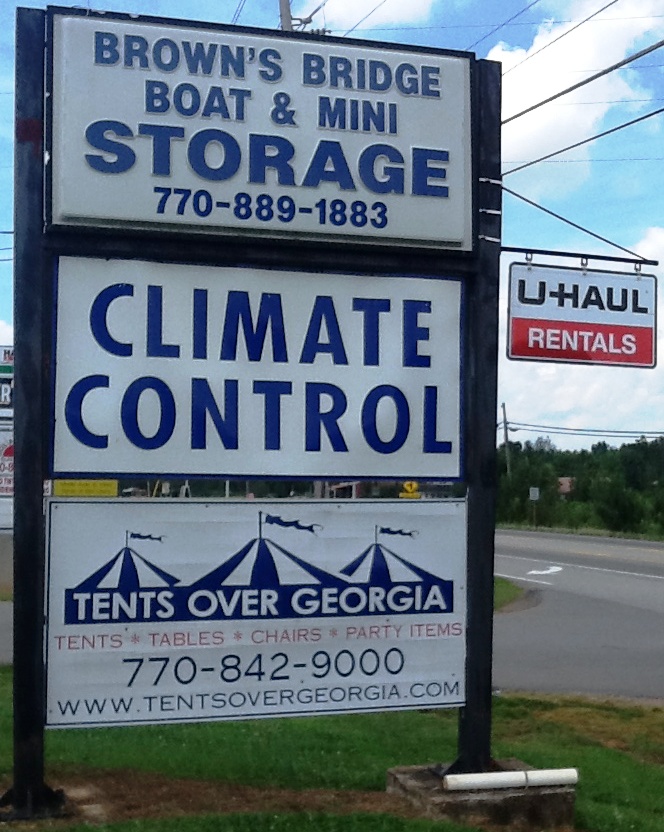 BROWN'S BRIDGE
BOAT & MINI
STORAGE
770-889-1883
CLIMATE
CONTROL
U-HAUL
RENTALS
TENTS OVER GEORGIA
TENTS * TABLES * CHAIRS * PARTY ITEMS
770-842-9000
WWW.TENTSOVERGEORGIA.COM